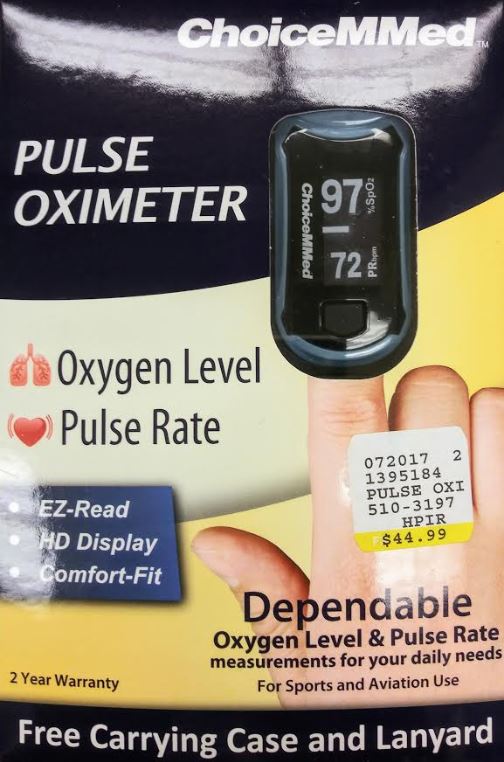 ChoiceMMed TM
PULSE
OXIMETER
97 %SpO2
72 PRbpm
ChoiceMMed
Oxygen Level
Pulse Rate
072017 2
1395184
PULSE OXI
510-3197
HPIR
$44.99
EZ-Read
HD Display
Comfort-Fit
Dependable
Oxygen Level & Pulse Rate
measurements for your daily needs
2 Year Warranty
For Sports and Aviation Use
Free Carrying Case and Lanyard